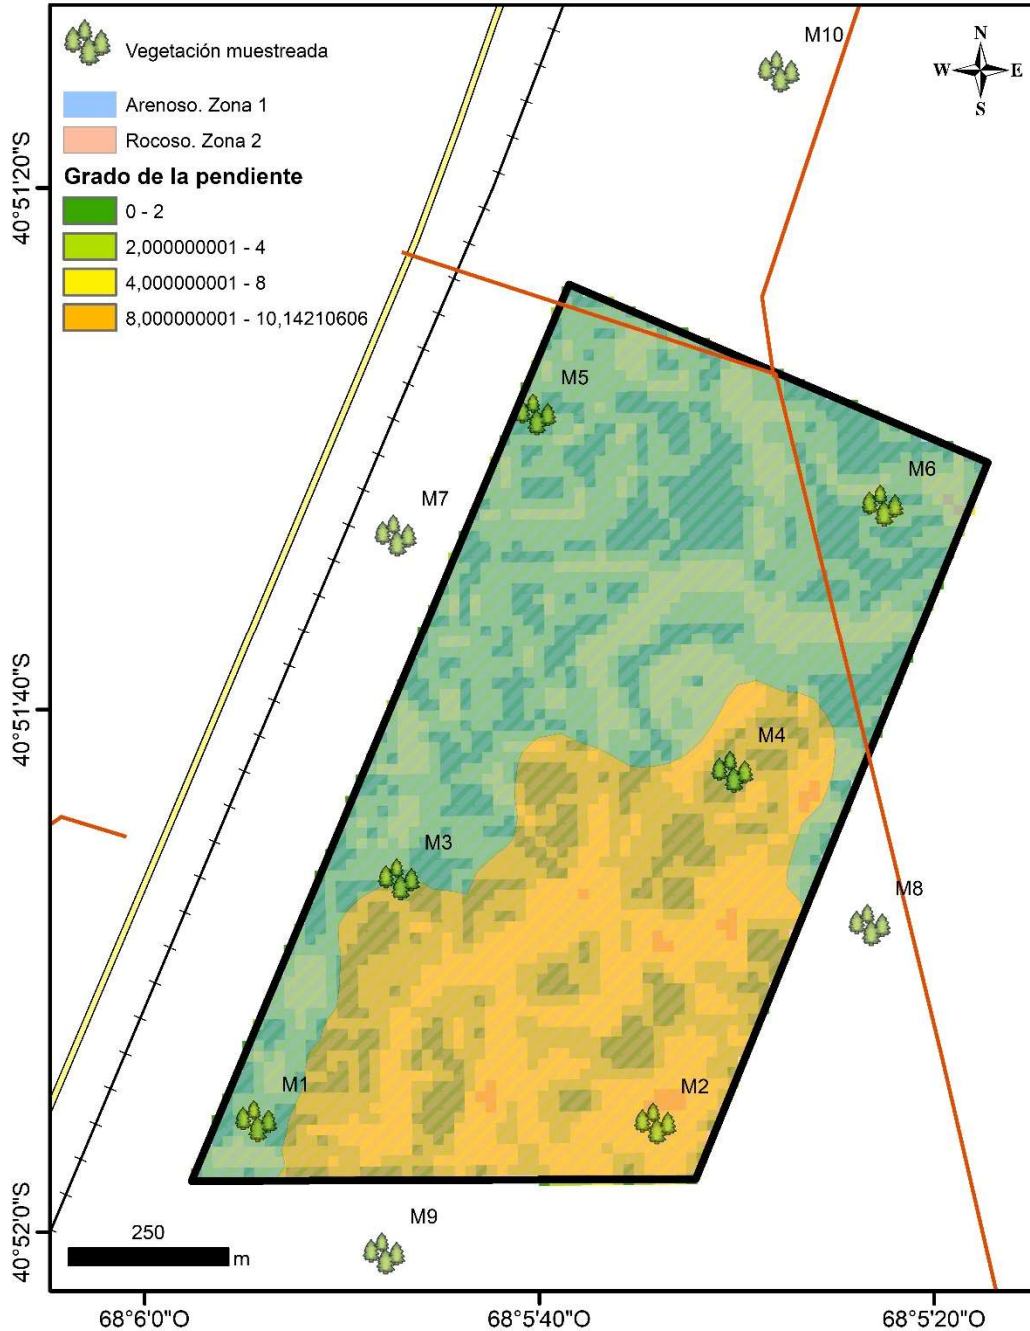 Vegetación muestreada
Arenoso. Zona 1
Rocoso. Zona 2
Grado de la pendiente
0 - 2
2,000000001 - 4
4,000000001 - 8
8,000000001 - 10,14210606
M10
N
W E
S
40°51'20"S
M5
M6
M7
40°51'40"S
M4
M3
M8
M1
M2
M9
40°52'0"S
250
m
68°6'0"O
68°5'40"O
68°5'20"O